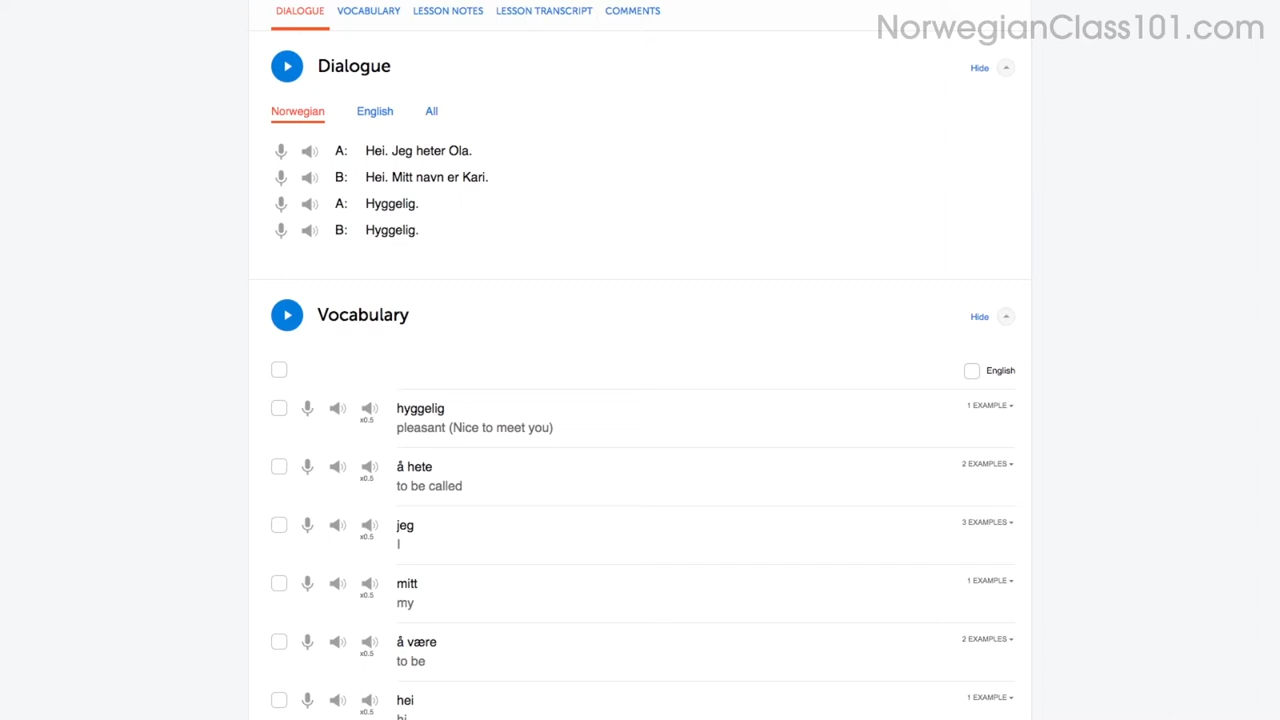 DIALOGUE VOCABULARY LESSON NOTES LESSON TRANSCRIPT COMMENTS
NorwegianClass101.com
Dialogue
Hide
Norwegian English All
A: Hei. Jeg heter Ola.
B: Hei. Mitt navn er Kari.
A: Hyggelig.
B: Hyggelig.
Vocabulary
Hide
English
hyggelig
1 EXAMPLE
x0.5
pleasant (Nice to meet you)
å hete
2 EXAMPLES
x0.5
to be called
jeg
3 EXAMPLES
x0.5
I
mitt
1 EXAMPLE
x0.5
my
å være
2 EXAMPLES
x0.5
to be
hei
1 EXAMPLE
x0.5
hi